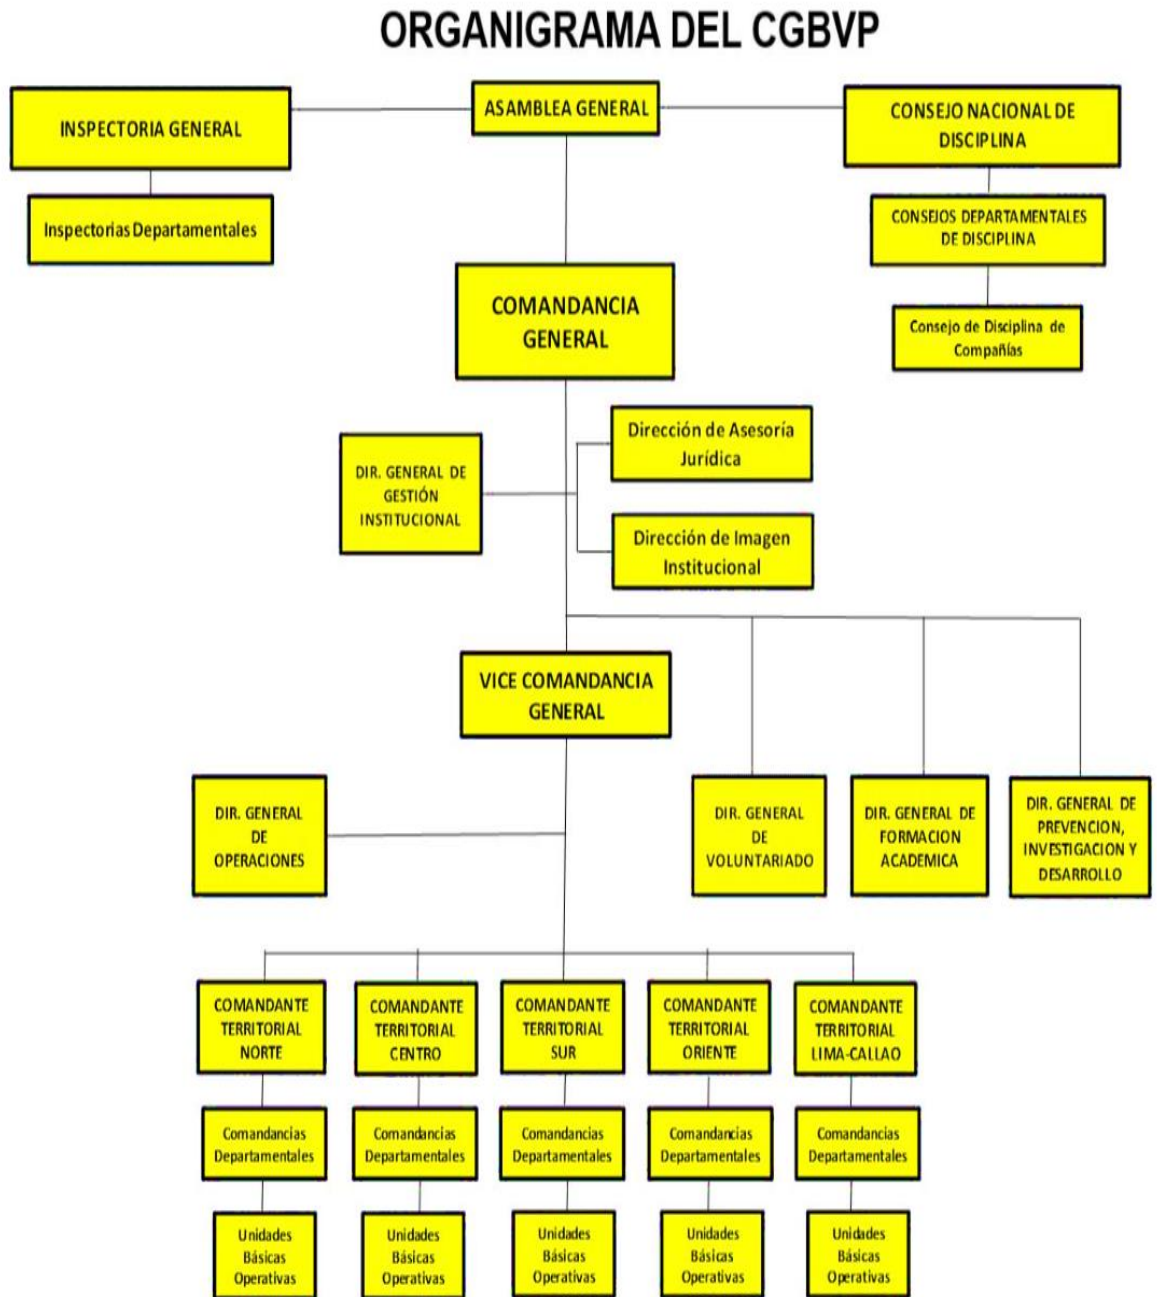 ORGANIGRAMA DEL CGBVP
INSPECTORIA GENERAL
ASAMBLEA GENERAL
CONSEJO NACIONAL DE
DISCIPLINA
Inspectorias Departamentales
CONSEJOS DEPARTAMENTALES
DE DISCIPLINA
COMANDANCIA
GENERAL
Consejo de Disciplina de
Compañías
DIR. GENERAL DE
GESTIÓN
INSTITUCIONAL
Dirección de Asesoría
Jurídica
Dirección de Imagen
Institucional
VICE COMANDANCIA
GENERAL
DIR. GENERAL
DE
OPERACIONES
DIR. GENERAL
DE
VOLUNTARIADO
DIR. GENERAL DE
FORMACION
ACADEMICA
DIR. GENERAL DE
PREVENCION,
INVESTIGACION Y
DESARROLLO
COMANDANTE
TERRITORIAL
NORTE
COMANDANTE
TERRITORIAL
CENTRO
COMANDANTE
TERRITORIAL
SUR
COMANDANTE
TERRITORIAL
ORIENTE
COMANDANTE
TERRITORIAL
LIMA-CALLAO
Comandancias
Departamentales
Comandancias
Departamentales
Comandancias
Departamentales
Comandancias
Departamentales
Comandancias
Departamentales
Unidades
Básicas
Operativas
Unidades
Básicas
Operativas
Unidades
Básicas
Operativas
Unidades
Básicas
Operativas
Unidades
Básicas
Operativas